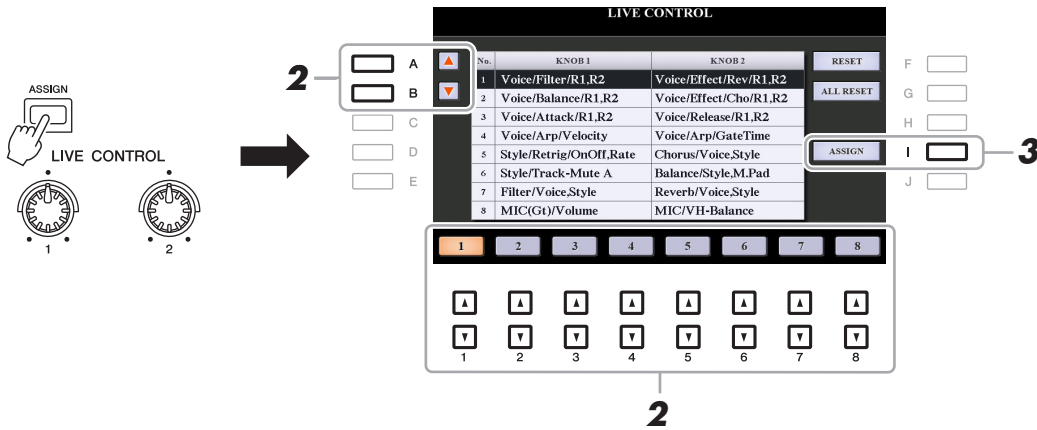 ASSIGN
LIVE CONTROL
1 2
2
A
B
C
D
E
LIVE CONTROL
No. KNOB 1 KNOB 2
1 Voice/Filter/R1,R2 Voice/Effect/Rev/R1,R2
2 Voice/Balance/R1,R2 Voice/Effect/Cho/R1,R2
3 Voice/Attack/R1,R2 Voice/Release/R1,R2
4 Voice/Arp/Velocity Voice/Arp/GateTime
5 Style/Retrig/OnOff,Rate Chorus/Voice,Style
6 Style/Track-Mute A Balance/Style,M.Pad
7 Filter/Voice,Style Reverb/Voice,Style
8 MIC(Gt)/Volume MIC/VH-Balance
RESET
ALL RESET
ASSIGN
F
G
H
I
J
3
1 2 3 4 5 6 7 8
1 2 3 4 5 6 7 8
2